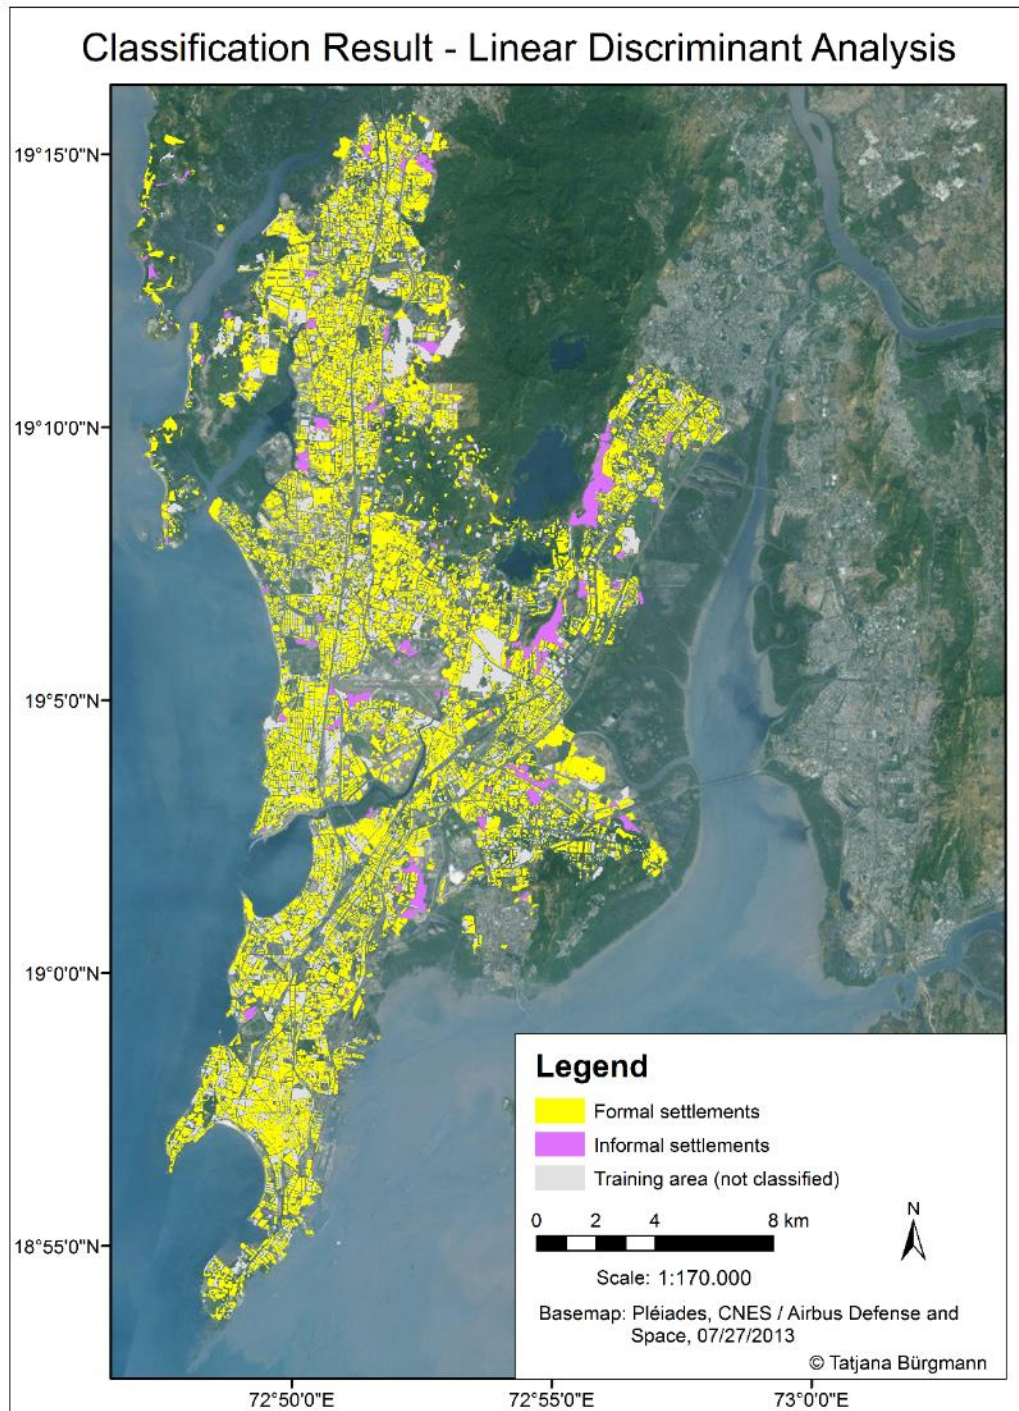 Classification Result - Linear Discriminant Analysis
19°15'0"N
19°10'0"N
19°5'0"N
19°0'0"N
18°55'0"N
Legend
Formal settlements
Informal settlements
Training area (not classified)
0 2 4 8 km
N
Scale: 1:170.000
Basemap: Pléiades, CNES / Airbus Defense and
Space, 07/27/2013
© Tatjana Bürgmann
72°50'0"E 72°55'0"E 73°0'0"E